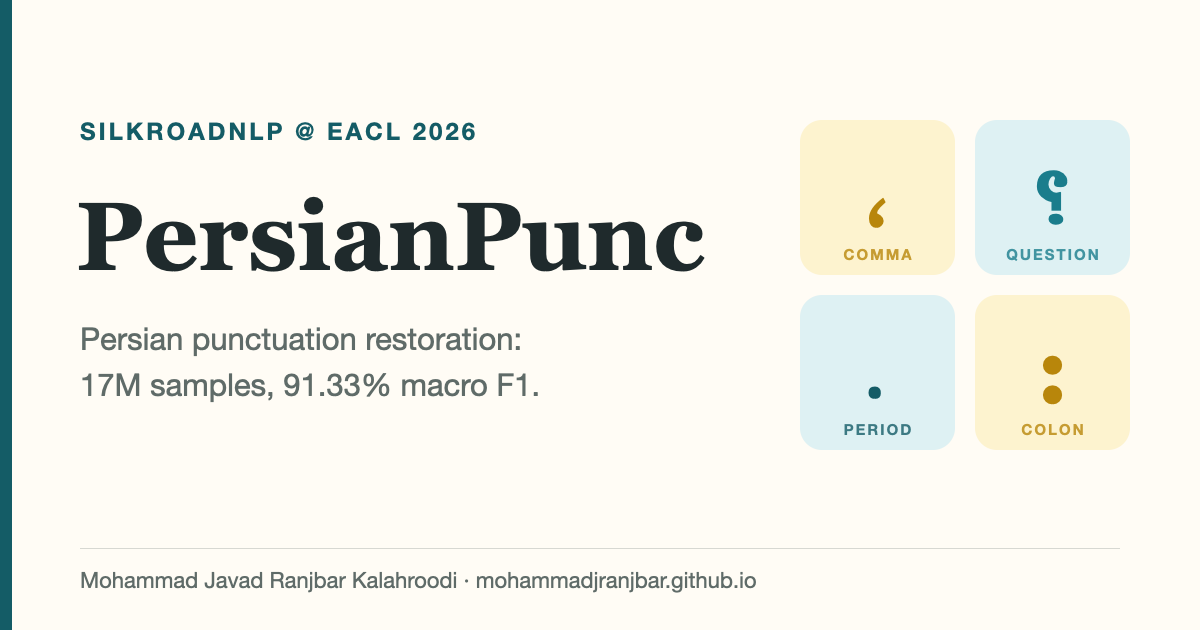 SILKROADNLP @ EACL 2026
PersianPunc
Persian punctuation restoration:
17M samples, 91.33% macro F1.
،
COMMA
؟
QUESTION
.
PERIOD
:
COLON
Mohammad Javad Ranjbar Kalahroodi · mohammadjranjbar.github.io